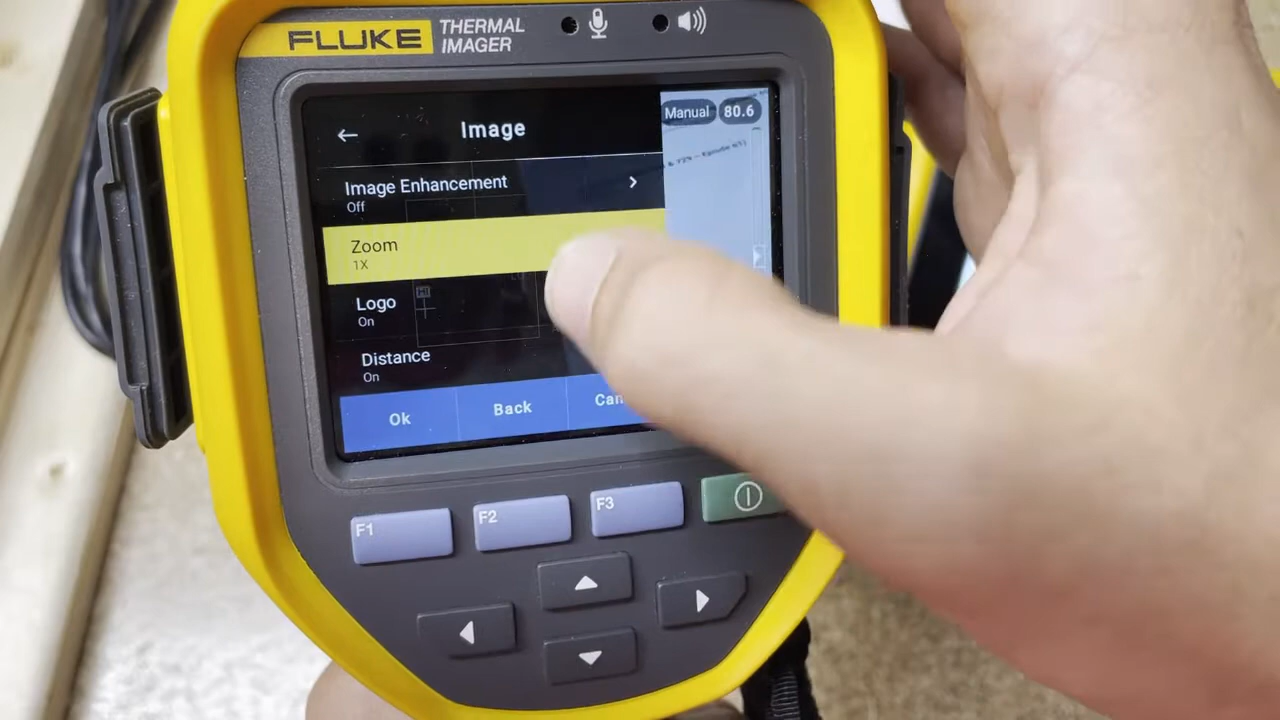 FLUKE
THERMAL
IMAGER
Image
Manual 80.6
Image Enhancement
Off
Zoom
1X
Logo
On
Distance
On
Ok Back
F1 F2 F3